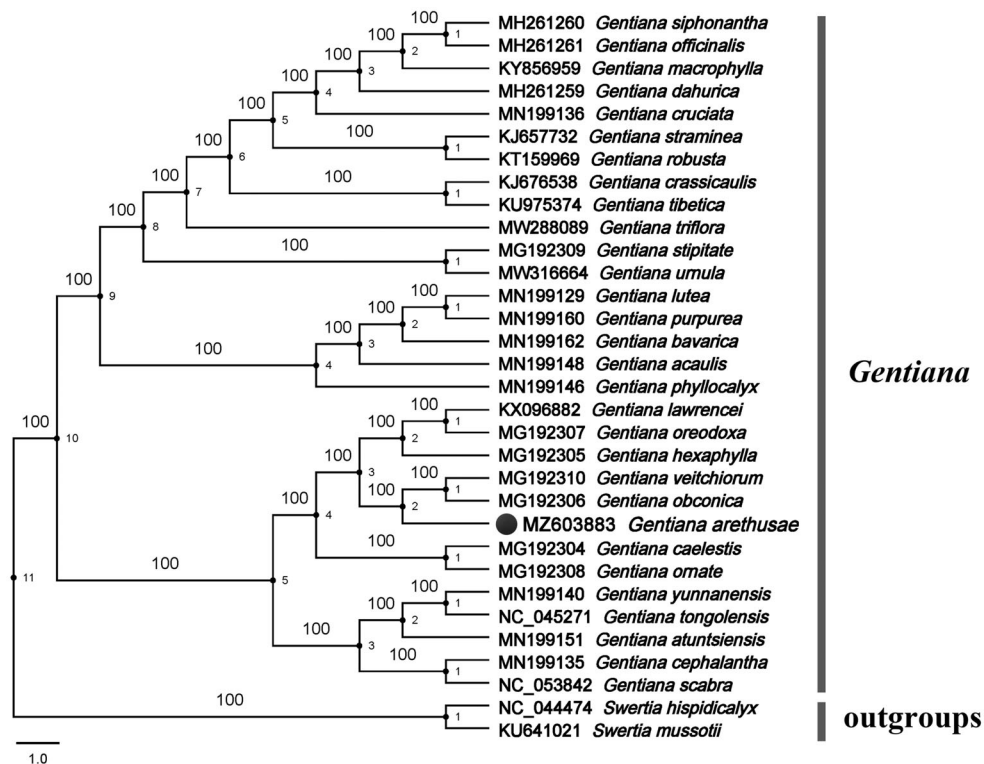 MH261260 Gentiana siphonantha
MH261261 Gentiana officinalis
KY856959 Gentiana macrophylla
MH261259 Gentiana dahurica
MN199136 Gentiana cruciata
KJ657732 Gentiana straminea
KT159969 Gentiana robusta
KJ676538 Gentiana crassicaulis
KU975374 Gentiana tibetica
MW288089 Gentiana triflora
MG192309 Gentiana stipitate
MW316664 Gentiana urnula
MN199129 Gentiana lutea
MN199160 Gentiana purpurea
MN199162 Gentiana bavarica
MN199148 Gentiana acaulis
MN199146 Gentiana phyllocalyx
KX096882 Gentiana lawrencei
MG192307 Gentiana oreodoxa
MG192305 Gentiana hexaphylla
MG192310 Gentiana veitchiorum
MG192306 Gentiana obconica
MZ603883 Gentiana arethusae
MG192304 Gentiana caelestis
MG192308 Gentiana ornate
MN199140 Gentiana yunnanensis
NC_045271 Gentiana tongolensis
MN199151 Gentiana atuntsiensis
MN199135 Gentiana cephalantha
NC_053842 Gentiana scabra
NC_044474 Swertia hispidicalyx
KU641021 Swertia mussotii
Gentiana
outgroups
100 1
100 2
100 3
100 4
100 5
100 1
100 6
100 1
100 7
100 8
100 1
100 9
100 1
100 2
100 3
100 4
100 10
100 1
100 2
100 3
100 1
100 2
100 4
100 1
100 5
100 1
100 2
100 3
100 1
11
100 1
1.0